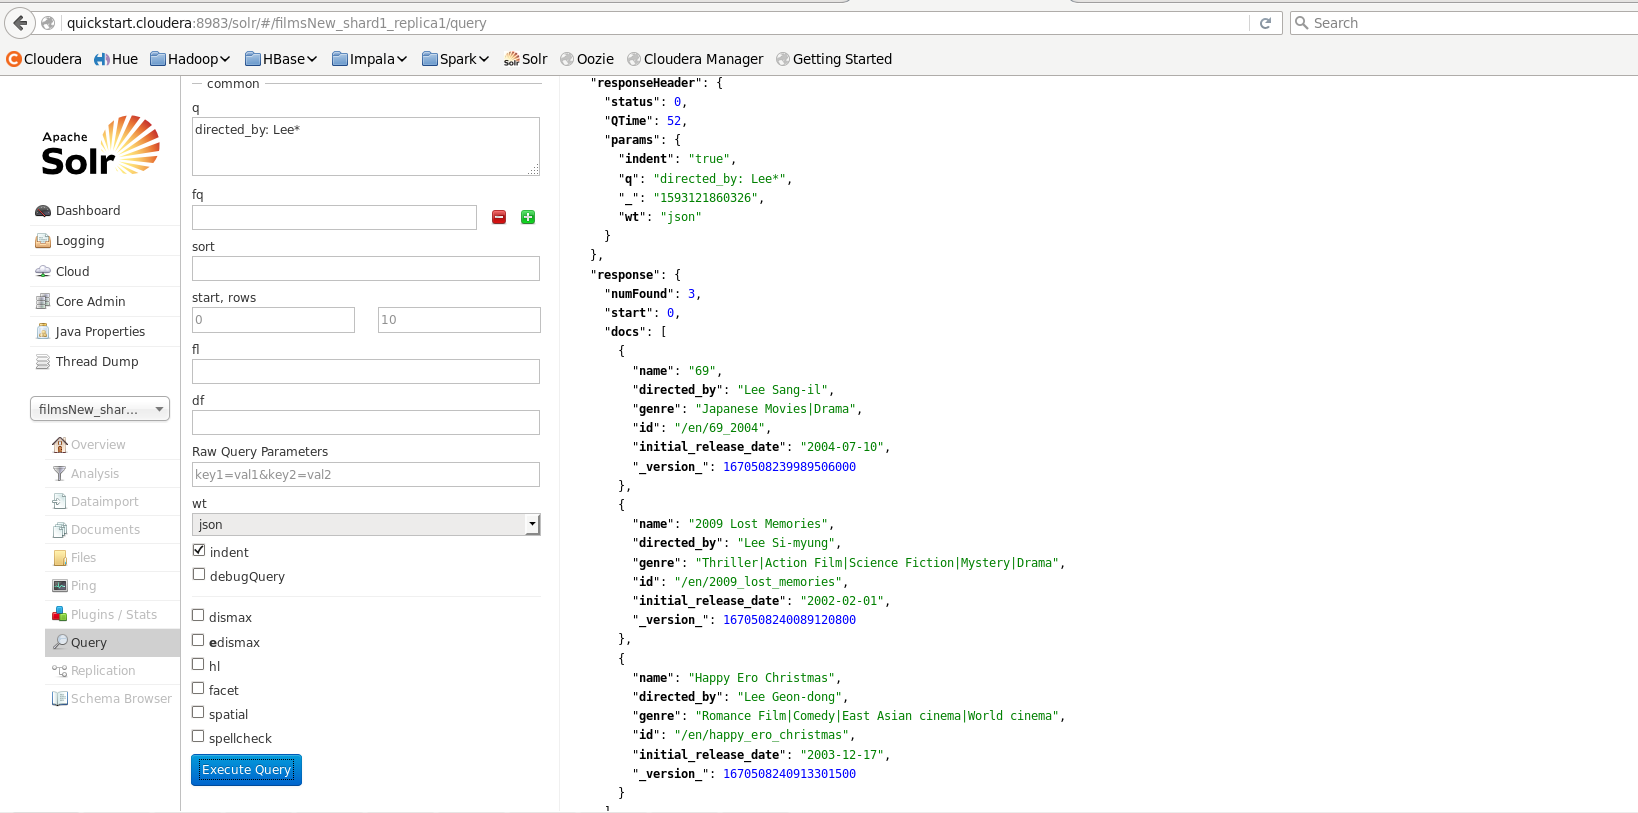 quickstart.cloudera:8983/solr/#/filmsNew_shard1_replica1/query
Search
Cloudera Hue Hadoop HBase Impala Spark Solr Oozie Cloudera Manager Getting Started
Apache
Solr
Dashboard
Logging
Cloud
Core Admin
Java Properties
Thread Dump
filmsNew_shar...
Overview
Analysis
Dataimport
Documents
Files
Ping
Plugins / Stats
Query
Replication
Schema Browser
common
q
directed_by: Lee*
fq
sort
start, rows
0 10
fl
df
Raw Query Parameters
key1=val1&key2=val2
wt
json
indent
debugQuery
dismax
edismax
hl
facet
spatial
spellcheck
Execute Query
"responseHeader": {
"status": 0,
"QTime": 52,
"params": {
"indent": "true",
"q": "directed_by: Lee*",
"_": "1593121860326",
"wt": "json"
}
},
"response": {
"numFound": 3,
"start": 0,
"docs": [
{
"name": "69",
"directed_by": "Lee Sang-il",
"genre": "Japanese Movies|Drama",
"id": "/en/69_2004",
"initial_release_date": "2004-07-10",
"_version_": 1670508239989506000
},
{
"name": "2009 Lost Memories",
"directed_by": "Lee Si-myung",
"genre": "Thriller|Action Film|Science Fiction|Mystery|Drama",
"id": "/en/2009_lost_memories",
"initial_release_date": "2002-02-01",
"_version_": 1670508240089120800
},
{
"name": "Happy Ero Christmas",
"directed_by": "Lee Geon-dong",
"genre": "Romance Film|Comedy|East Asian cinema|World cinema",
"id": "/en/happy_ero_christmas",
"initial_release_date": "2003-12-17",
"_version_": 1670508240913301500
}
]